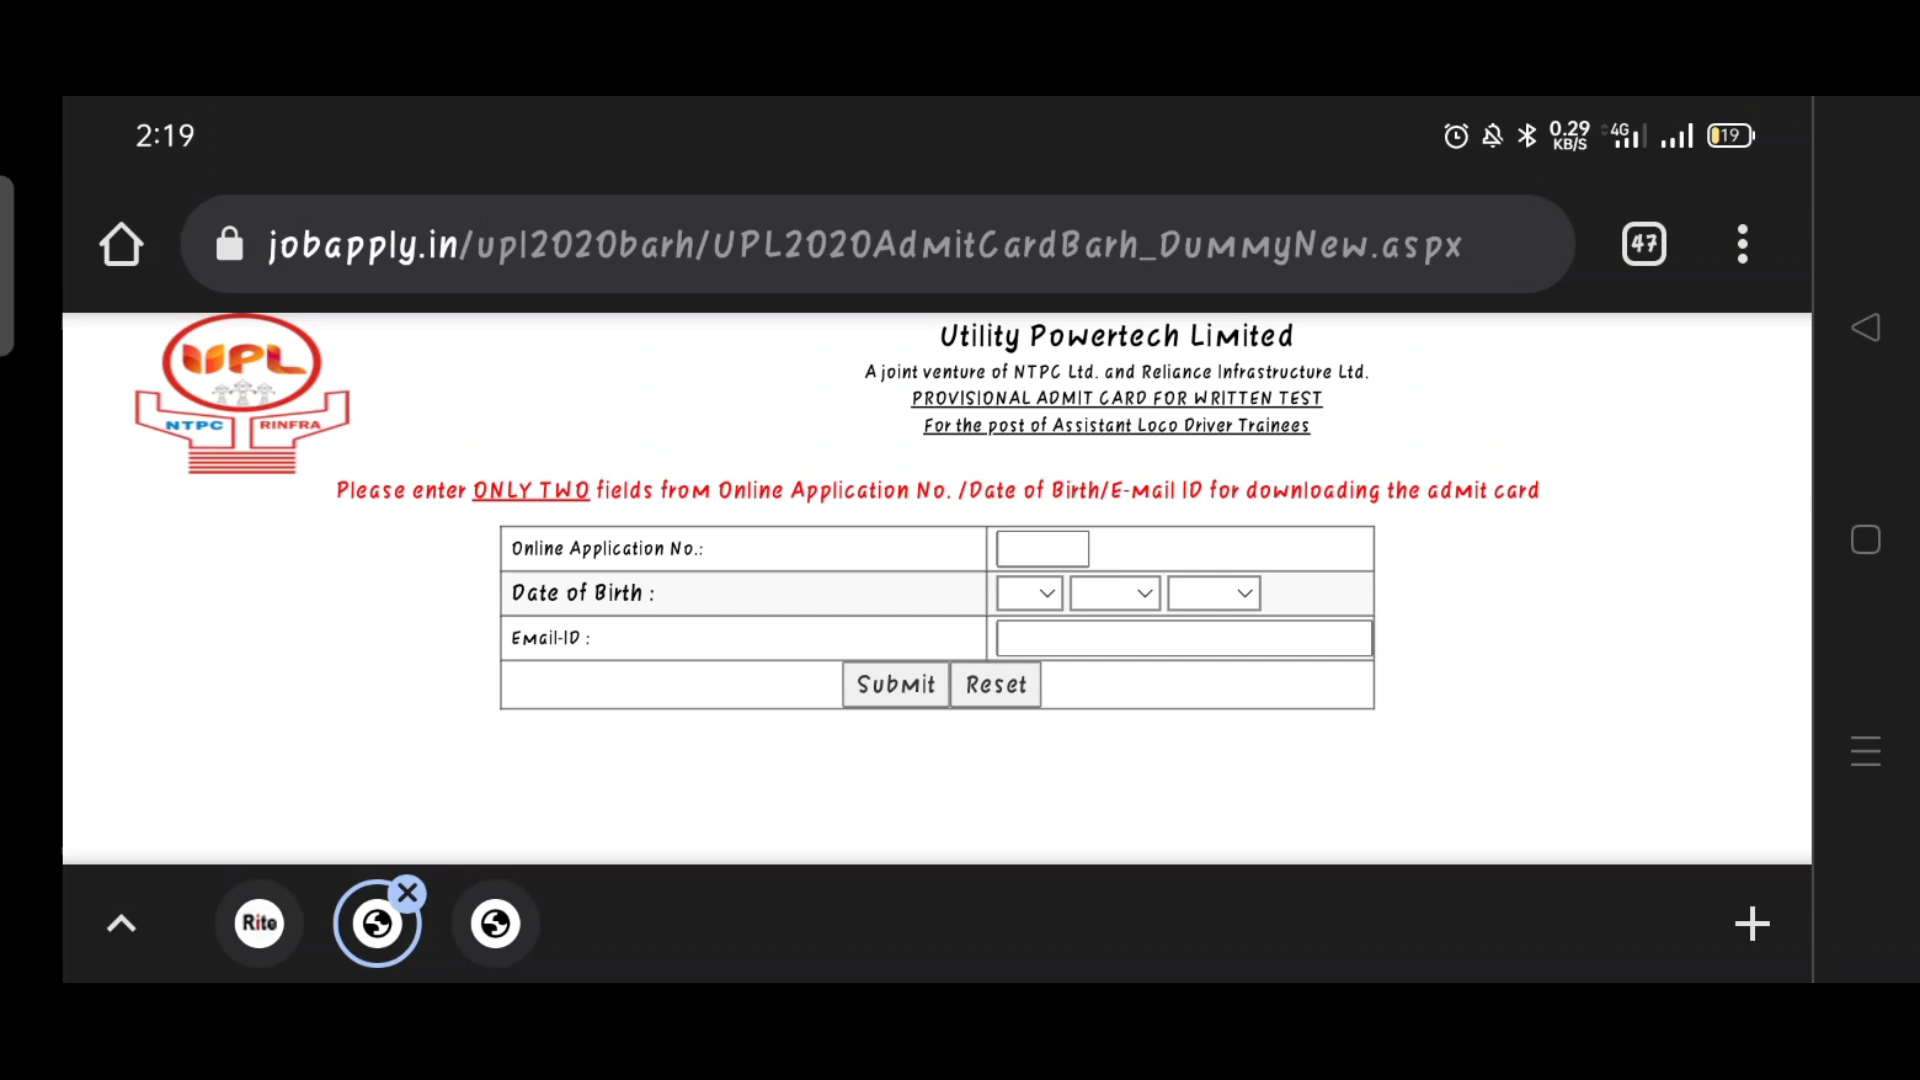 2:19
0.29
KB/S
4G
19
jobapply.in/upl2020barh/UPL2020AdmitCardBarh_DummyNew.aspx
47
UPL
NTPC
RINFRA
Utility Powertech Limited
A joint venture of NTPC Ltd. and Reliance Infrastructure Ltd.
PROVISIONAL ADMIT CARD FOR WRITTEN TEST
For the post of Assistant Loco Driver Trainees
Please enter ONLY TWO fields from Online Application No. /Date of Birth/E-mail ID for downloading the admit card
Online Application No.:
Date of Birth :
Email-ID :
Submit
Reset
Rite